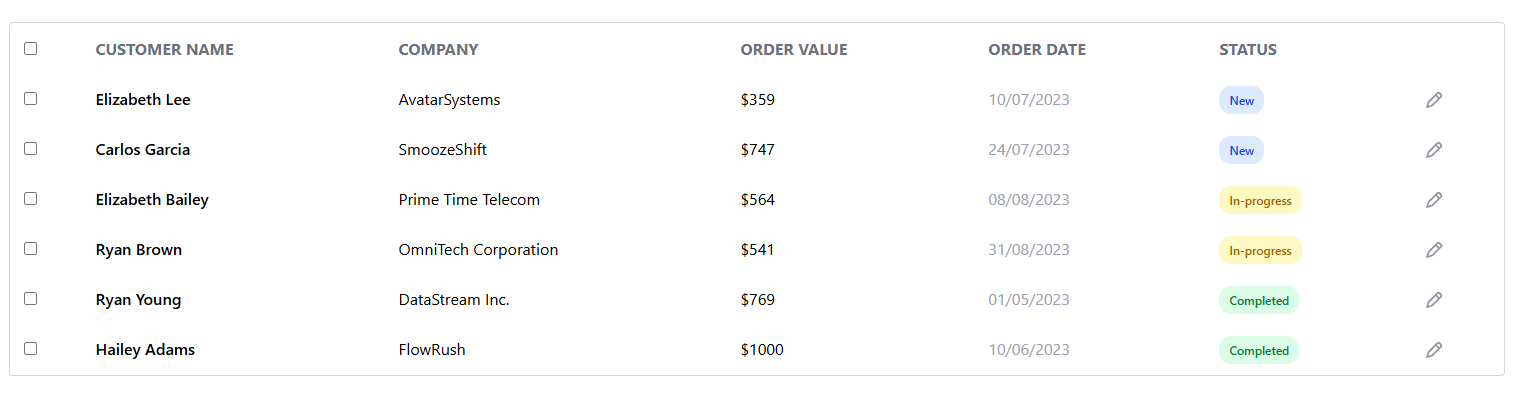 CUSTOMER NAME COMPANY ORDER VALUE ORDER DATE STATUS
Elizabeth Lee AvatarSystems $359 10/07/2023 New
Carlos Garcia SmoozeShift $747 24/07/2023 New
Elizabeth Bailey Prime Time Telecom $564 08/08/2023 In-progress
Ryan Brown OmniTech Corporation $541 31/08/2023 In-progress
Ryan Young DataStream Inc. $769 01/05/2023 Completed
Hailey Adams FlowRush $1000 10/06/2023 Completed